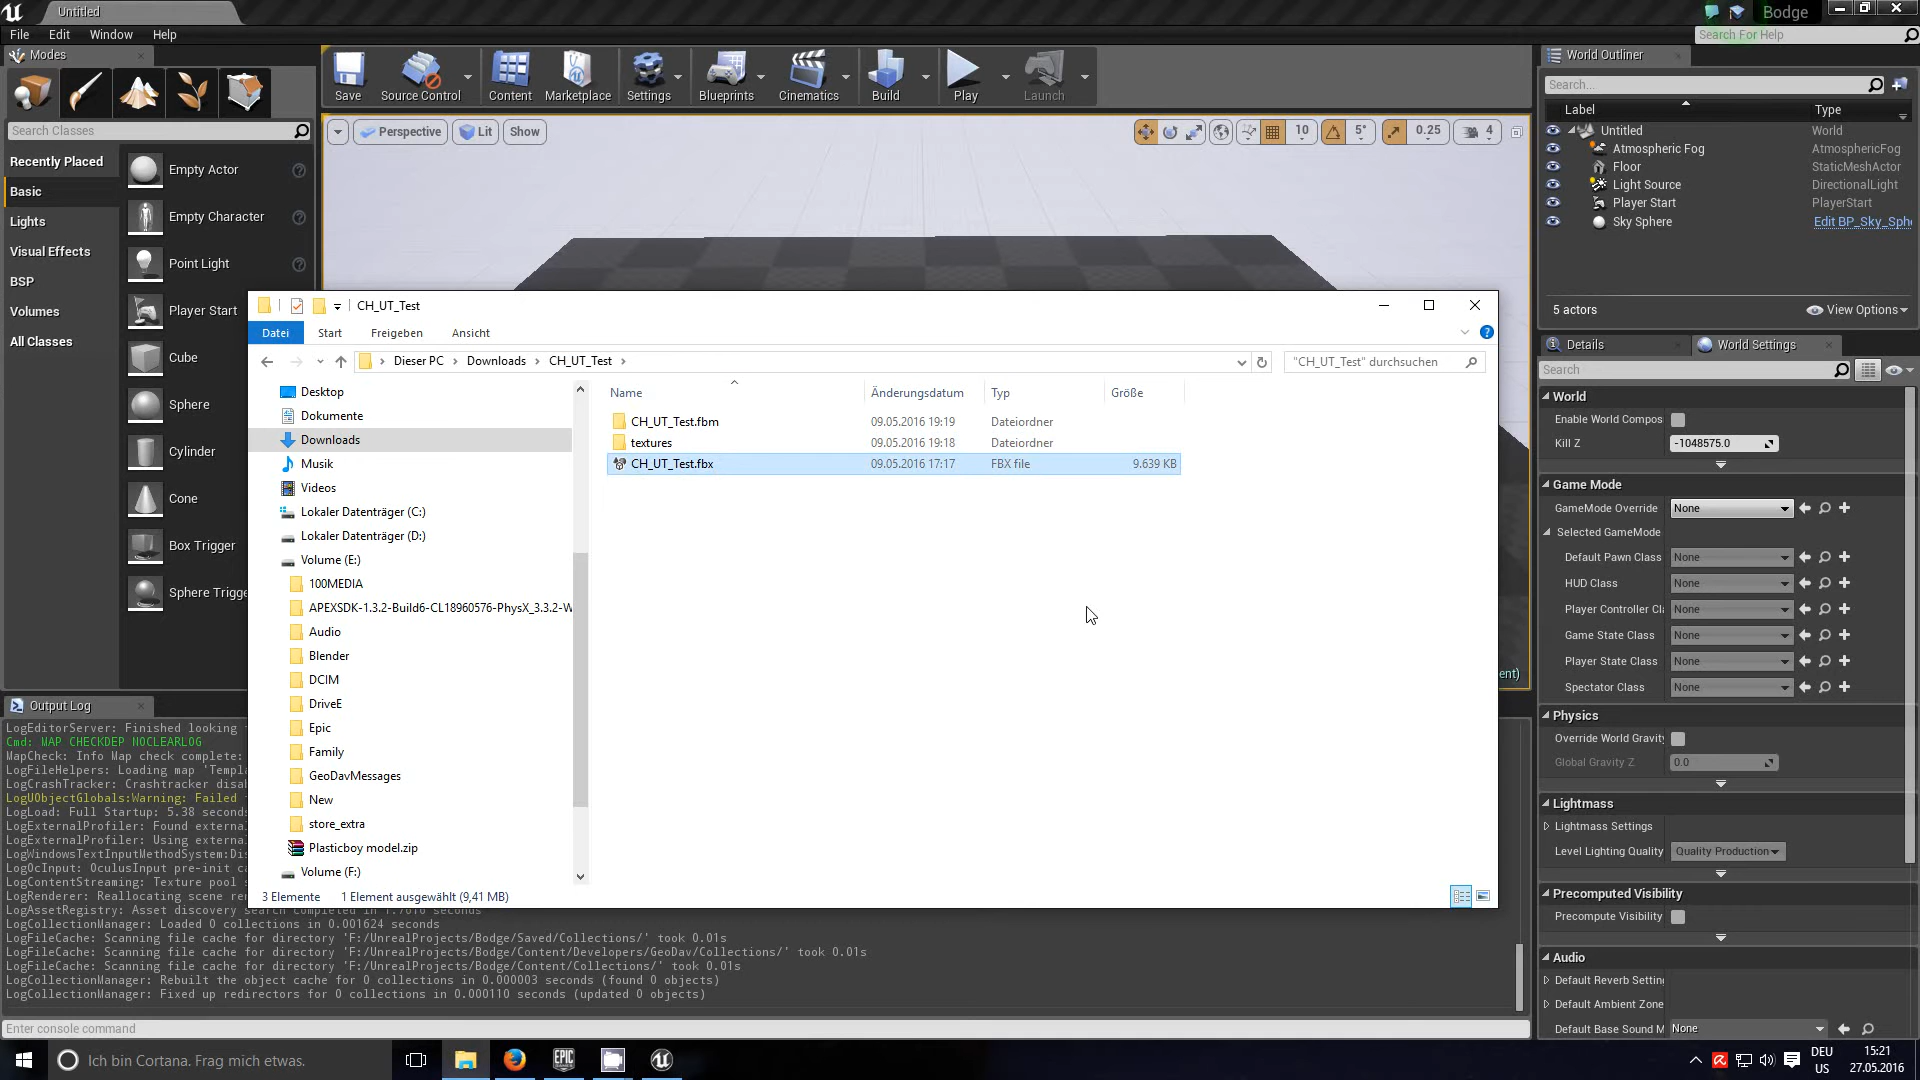 Untitled
Bodge
File Edit Window Help
Search For Help
Modes
World Outliner
Save
Source Control
Content
Marketplace
Settings
Blueprints
Cinematics
Build
Play
Launch
Search...
Label Type
Search Classes
Perspective
Lit
Show
10
5°
0.25
4
Untitled World
Atmospheric Fog AtmosphericFog
Floor StaticMeshActor
Light Source DirectionalLight
Player Start PlayerStart
Sky Sphere Edit BP_Sky_Sph
5 actors
View Options
Recently Placed
Basic
Lights
Visual Effects
BSP
Volumes
All Classes
Empty Actor
Empty Character
Point Light
Player Start
Cube
Sphere
Cylinder
Cone
Box Trigger
Sphere Trigge
CH_UT_Test
Datei Start Freigeben Ansicht
Dieser PC Downloads CH_UT_Test
"CH_UT_Test" durchsuchen
Name Änderungsdatum Typ Größe
CH_UT_Test.fbm 09.05.2016 19:19 Dateiordner
textures 09.05.2016 19:18 Dateiordner
CH_UT_Test.fbx 09.05.2016 17:17 FBX file 9.639 KB
Desktop
Dokumente
Downloads
Musik
Videos
Lokaler Datenträger (C:)
Lokaler Datenträger (D:)
Volume (E:)
100MEDIA
APEXSDK-1.3.2-Build6-CL18960576-PhysX_3.3.2-W
Audio
Blender
DCIM
DriveE
Epic
Family
GeoDavMessages
New
store_extra
Plasticboy model.zip
Volume (F:)
3 Elemente 1 Element ausgewählt (9,41 MB)
ent)
Details
World Settings
Search
World
Enable World Compos
Kill Z -1048575.0
Game Mode
GameMode Override None
Selected GameMode
Default Pawn Class None
HUD Class None
Player Controller Cl None
Game State Class None
Player State Class None
Spectator Class None
Physics
Override World Gravit
Global Gravity Z 0.0
Lightmass
Lightmass Settings
Level Lighting Quality Quality Production
Precomputed Visibility
Precompute Visibility
Audio
Default Reverb Settin
Default Ambient Zone
Default Base Sound M None
Output Log
LogEditorServer: Finished looking
Cmd: MAP CHECKDEP NOCLEARLOG
MapCheck: Info Map check complete:
LogFileHelpers: Loading map 'Templ
LogCrashTracker: Crashtracker disa
LogUObjectGlobals:Warning: Failed
LogLoad: Full Startup: 5.38 second
LogExternalProfiler: Found externa
LogExternalProfiler: Using externa
LogWindowsTextInputMethodSystem:Dis
LogOcInput: OculusInput pre-init ca
LogContentStreaming: Texture pool s
LogRenderer: Reallocating scene re
LogAssetRegistry: Asset discovery search completed in 1.7016 seconds
LogCollectionManager: Loaded 0 collections in 0.001624 seconds
LogFileCache: Scanning file cache for directory 'F:/UnrealProjects/Bodge/Saved/Collections/' took 0.01s
LogFileCache: Scanning file cache for directory 'F:/UnrealProjects/Bodge/Content/Developers/GeoDav/Collections/' took 0.01s
LogFileCache: Scanning file cache for directory 'F:/UnrealProjects/Bodge/Content/Collections/' took 0.01s
LogCollectionManager: Rebuilt the object cache for 0 collections in 0.000003 seconds (found 0 objects)
LogCollectionManager: Fixed up redirectors for 0 collections in 0.000110 seconds (updated 0 objects)
Enter console command
Ich bin Cortana. Frag mich etwas.
EPIC
DEU
US
15:21
27.05.2016